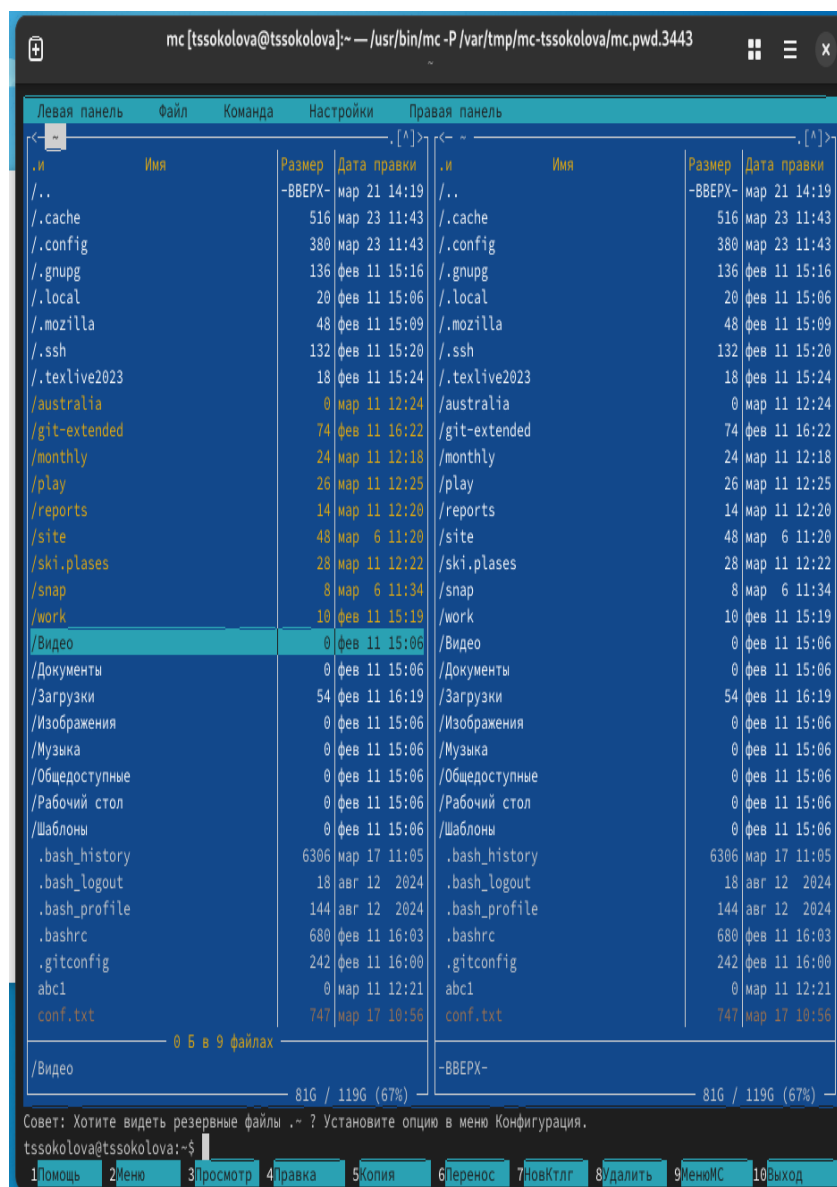 mc [tssokolova@tssokolova]:~ — /usr/bin/mc -P /var/tmp/mc-tssokolova/mc.pwd.3443
~
Левая панель Файл Команда Настройки Правая панель
┌<─ ~ ─.[^]>┐┌<─ ~ ─.[^]>┐
.и Имя Размер Дата правки .и Имя Размер Дата правки
/.. -ВВЕРХ- мар 21 14:19 /.. -ВВЕРХ- мар 21 14:19
/.cache 516 мар 23 11:43 /.cache 516 мар 23 11:43
/.config 380 мар 23 11:43 /.config 380 мар 23 11:43
/.gnupg 136 фев 11 15:16 /.gnupg 136 фев 11 15:16
/.local 20 фев 11 15:06 /.local 20 фев 11 15:06
/.mozilla 48 фев 11 15:09 /.mozilla 48 фев 11 15:09
/.ssh 132 фев 11 15:20 /.ssh 132 фев 11 15:20
/.texlive2023 18 фев 11 15:24 /.texlive2023 18 фев 11 15:24
/australia 0 мар 11 12:24 /australia 0 мар 11 12:24
/git-extended 74 фев 11 16:22 /git-extended 74 фев 11 16:22
/monthly 24 мар 11 12:18 /monthly 24 мар 11 12:18
/play 26 мар 11 12:25 /play 26 мар 11 12:25
/reports 14 мар 11 12:20 /reports 14 мар 11 12:20
/site 48 мар 6 11:20 /site 48 мар 6 11:20
/ski.plases 28 мар 11 12:22 /ski.plases 28 мар 11 12:22
/snap 8 мар 6 11:34 /snap 8 мар 6 11:34
/work 10 фев 11 15:19 /work 10 фев 11 15:19
/Видео 0 фев 11 15:06 /Видео 0 фев 11 15:06
/Документы 0 фев 11 15:06 /Документы 0 фев 11 15:06
/Загрузки 54 фев 11 16:19 /Загрузки 54 фев 11 16:19
/Изображения 0 фев 11 15:06 /Изображения 0 фев 11 15:06
/Музыка 0 фев 11 15:06 /Музыка 0 фев 11 15:06
/Общедоступные 0 фев 11 15:06 /Общедоступные 0 фев 11 15:06
/Рабочий стол 0 фев 11 15:06 /Рабочий стол 0 фев 11 15:06
/Шаблоны 0 фев 11 15:06 /Шаблоны 0 фев 11 15:06
.bash_history 6306 мар 17 11:05 .bash_history 6306 мар 17 11:05
.bash_logout 18 авг 12 2024 .bash_logout 18 авг 12 2024
.bash_profile 144 авг 12 2024 .bash_profile 144 авг 12 2024
.bashrc 680 фев 11 16:03 .bashrc 680 фев 11 16:03
.gitconfig 242 фев 11 16:00 .gitconfig 242 фев 11 16:00
abc1 0 мар 11 12:21 abc1 0 мар 11 12:21
conf.txt 747 мар 17 10:56 conf.txt 747 мар 17 10:56
0 Б в 9 файлах
/Видео -ВВЕРХ-
81G / 119G (67%) 81G / 119G (67%)
Совет: Хотите видеть резервные файлы .~ ? Установите опцию в меню Конфигурация.
tssokolova@tssokolova:~$
1Помощь 2Меню 3Просмотр 4Правка 5Копия 6Перенос 7НовКтлг 8Удалить 9МенюМС 10Выход